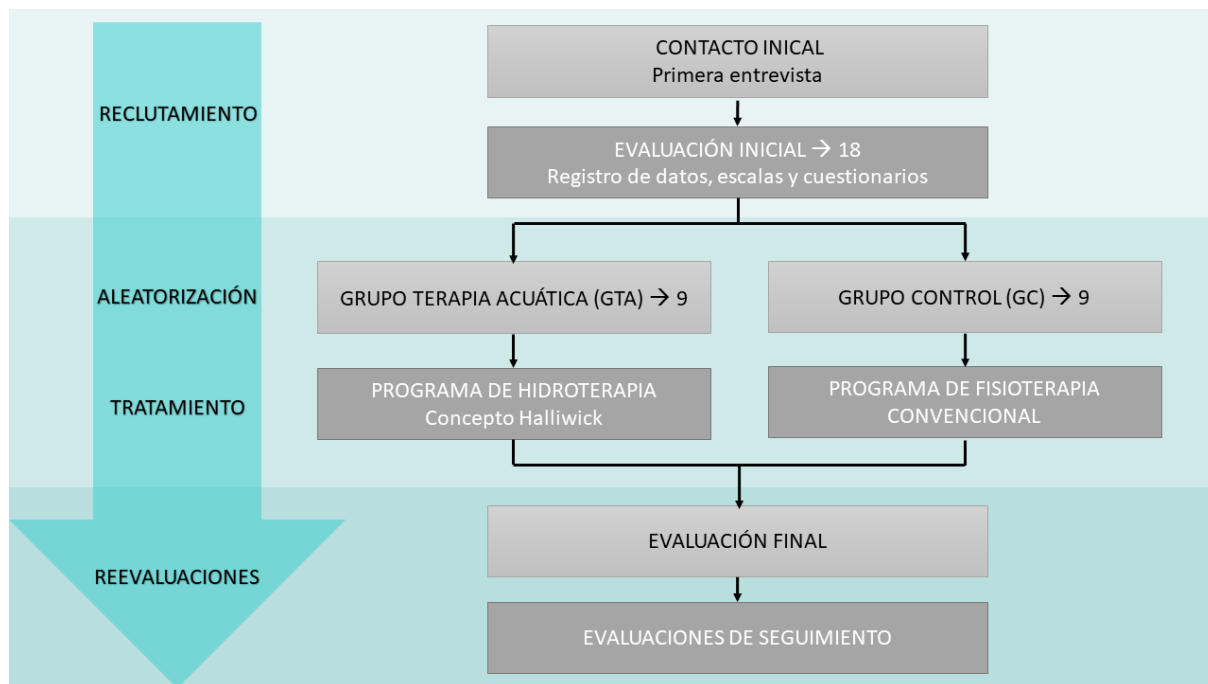 CONTACTO INICAL
Primera entrevista
RECLUTAMIENTO
EVALUACIÓN INICIAL → 18
Registro de datos, escalas y cuestionarios
ALEATORIZACIÓN
GRUPO TERAPIA ACUÁTICA (GTA) → 9
GRUPO CONTROL (GC) → 9
TRATAMIENTO
PROGRAMA DE HIDROTERAPIA
Concepto Halliwick
PROGRAMA DE FISIOTERAPIA
CONVENCIONAL
EVALUACIÓN FINAL
REEVALUACIONES
EVALUACIONES DE SEGUIMIENTO